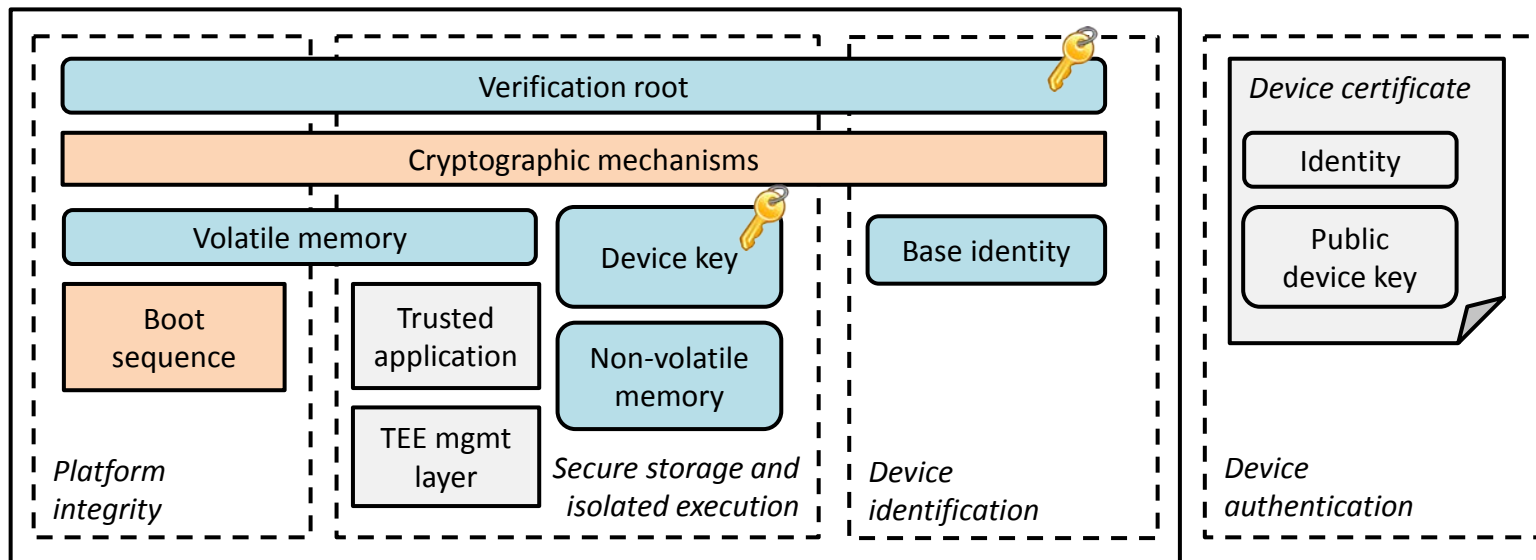 Verification root
Cryptographic mechanisms
Volatile memory
Device key
Base identity
Boot
sequence
Trusted
application
Non-volatile
memory
TEE mgmt
layer
Platform
integrity
Secure storage and
isolated execution
Device
identification
Device certificate
Identity
Public
device key
Device
authentication